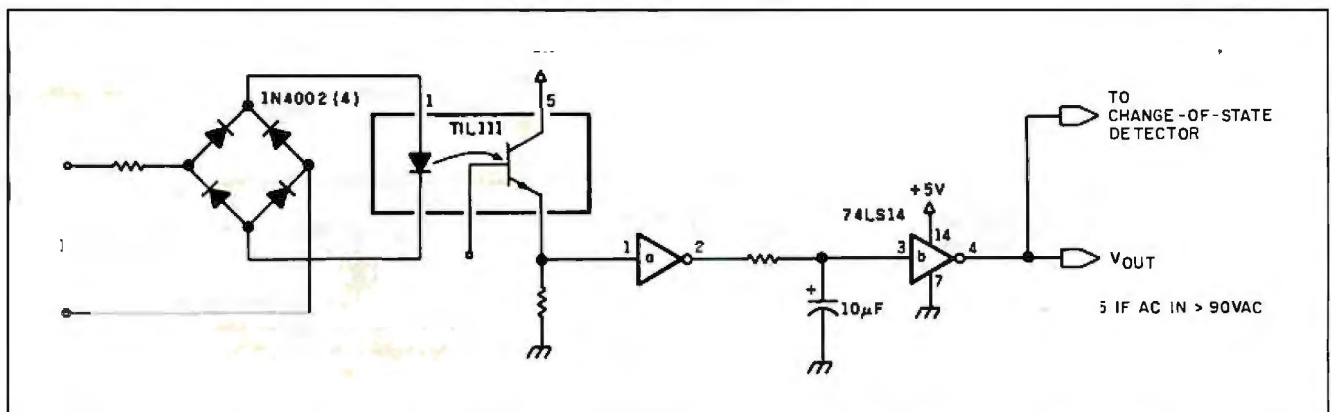 1N4002 (4)
1
5
TIL111
1
a
2
10µF
+
74LS14
+5V
14
3
b
4
7
TO
CHANGE-OF-STATE
DETECTOR
VOUT
5 IF AC IN > 90VAC